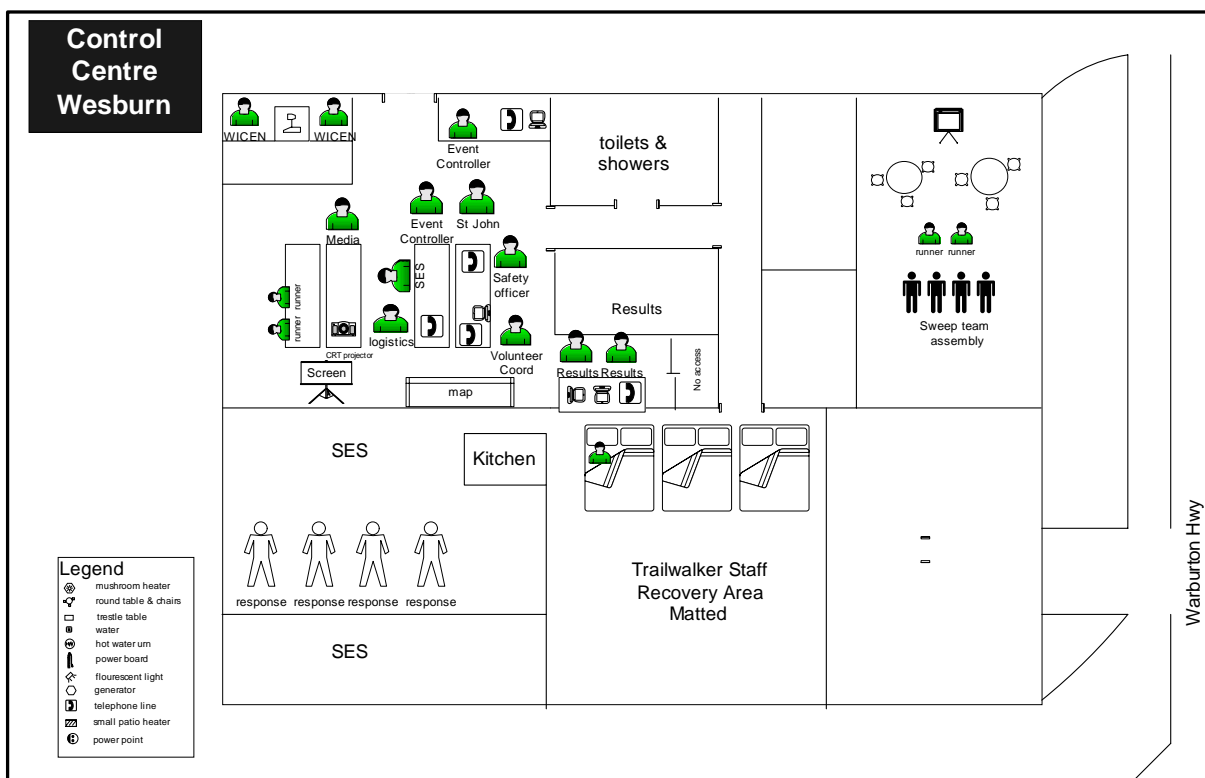 Control
Centre
Wesburn
WICEN
WICEN
Event
Controller
toilets &
showers
Media
Event
Controller
St John
runner
runner
SES
Safety
officer
runner
runner
Results
Sweep team
assembly
logistics
Volunteer
Coord
CRT projector
Screen
map
Results
Results
No access
SES
Kitchen
response
response
response
response
Trailwalker Staff
Recovery Area
Matted
SES
Warburton Hwy
Legend
mushroom heater
round table & chairs
trestle table
water
hot water urn
power board
flourescent light
generator
telephone line
small patio heater
power point